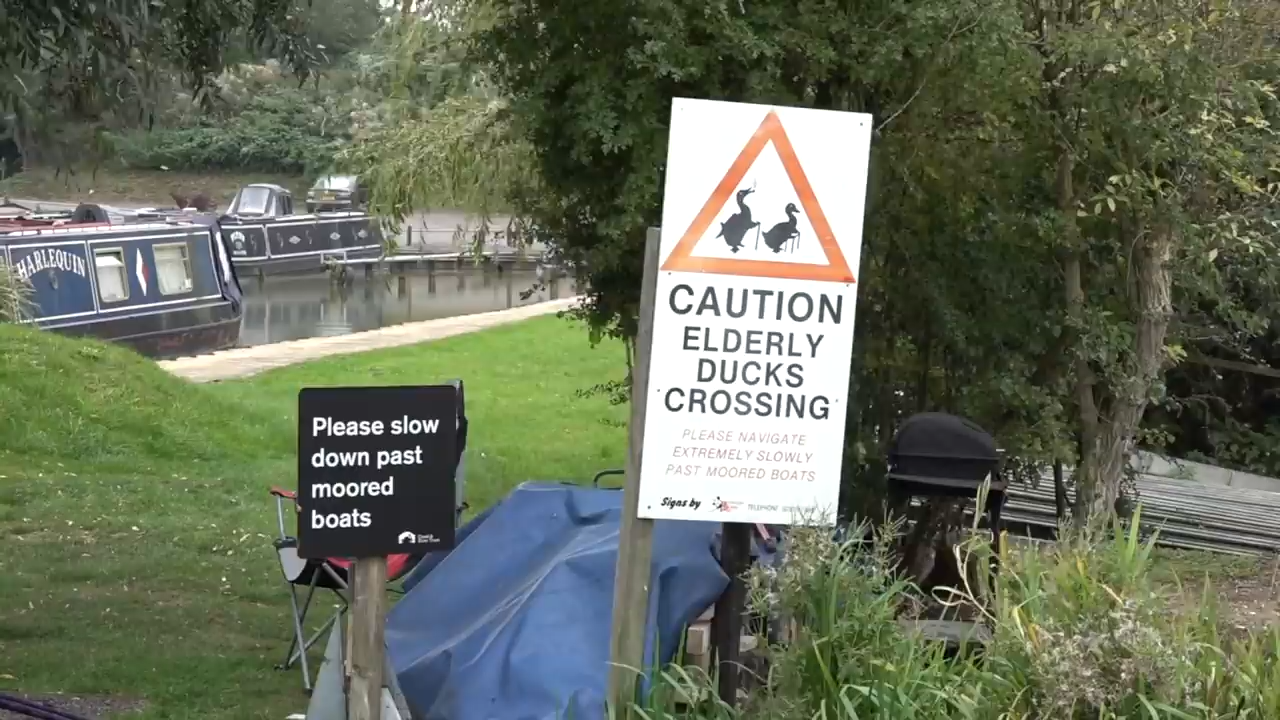 HARLEQUIN
Please slow
down past
moored
boats
CAUTION
ELDERLY
DUCKS
CROSSING
PLEASE NAVIGATE
EXTREMELY SLOWLY
PAST MOORED BOATS
Signs by
TELEPHONE